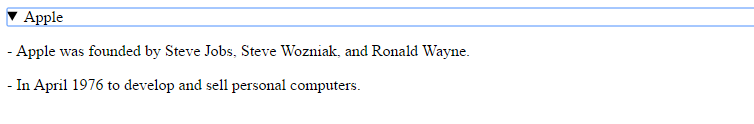 Apple
- Apple was founded by Steve Jobs, Steve Wozniak, and Ronald Wayne.
- In April 1976 to develop and sell personal computers.